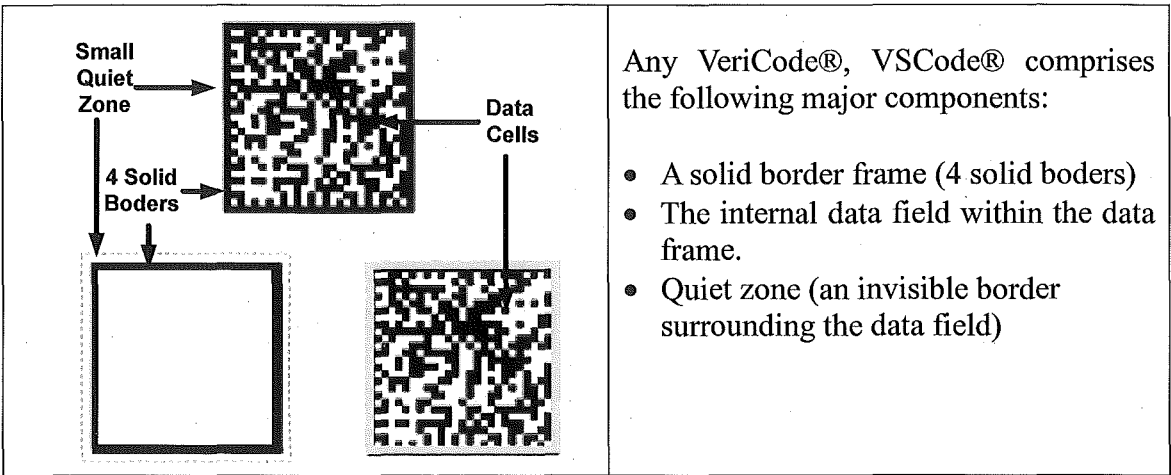 Small
Quiet
Zone
Data
Cells
4 Solid
Boders
Any VeriCode®, VSCode® comprises
the following major components:
• A solid border frame (4 solid boders)
• The internal data field within the data
frame.
• Quiet zone (an invisible border
surrounding the data field)